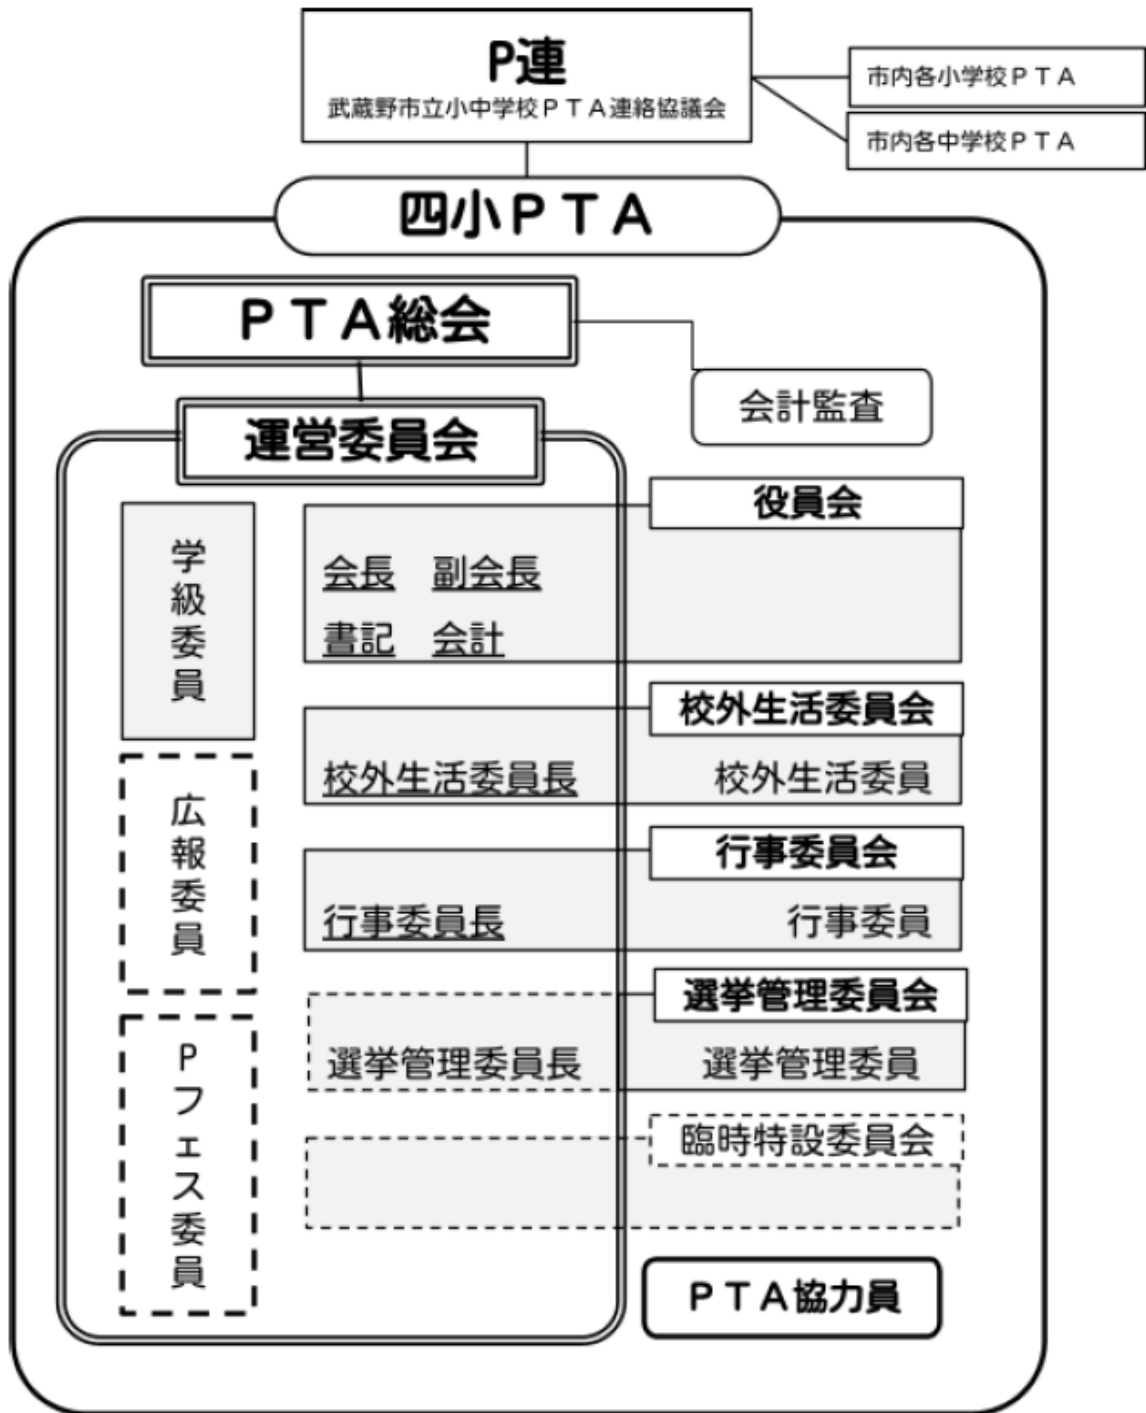 P連
武蔵野市立小中学校ＰＴＡ連絡協議会
市内各小学校ＰＴＡ
市内各中学校ＰＴＡ
四小ＰＴＡ
ＰＴＡ総会
会計監査
運営委員会
学級委員
広報委員
Pフェス委員
役員会
会長　副会長
書記　会計
校外生活委員会
校外生活委員長　校外生活委員
行事委員会
行事委員長　行事委員
選挙管理委員会
選挙管理委員長　選挙管理委員
臨時特設委員会
ＰＴＡ協力員